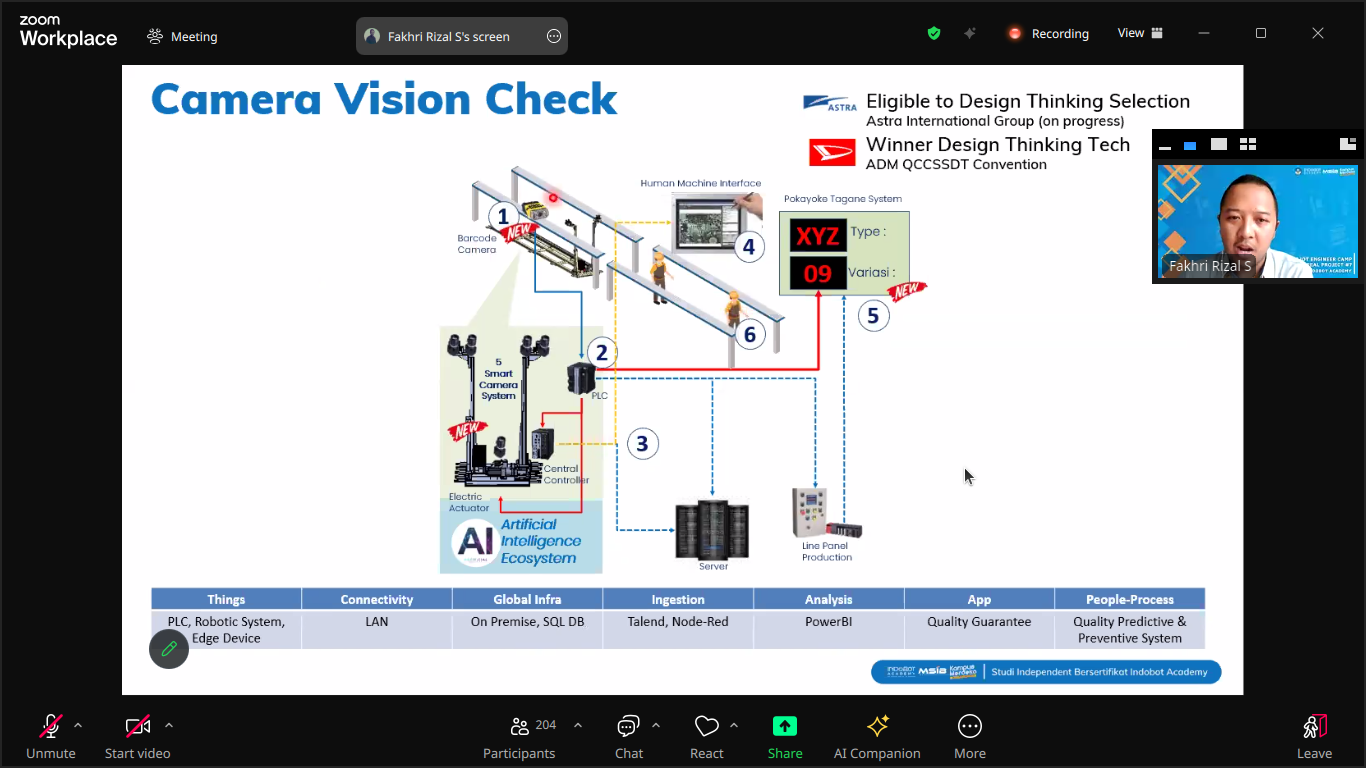 zoom
Workplace
Meeting
Fakhri Rizal S's screen
Recording
View
Camera Vision Check
ASTRA
Eligible to Design Thinking Selection
Astra International Group (on progress)
Winner Design Thinking Tech
ADM QCCSSDT Convention
Human Machine Interface
Pokayoke Tagane System
1
NEW
Barcode
Camera
4
XYZ
Type :
09
Variasi :
NEW
5
6
Fakhri Rizal S
5
Smart
Camera
System
2
PLC
NEW
3
Central
Controller
Electric
Actuator
AI
Artificial
Intelligence
Ecosystem
Server
Line Panel
Production
Things
Connectivity
Global Infra
Ingestion
Analysis
App
People-Process
PLC, Robotic System,
Edge Device
LAN
On Premise, SQL DB
Talend, Node-Red
PowerBI
Quality Guarantee
Quality Predictive &
Preventive System
INDOBOT
ACADEMY
MSIB
Kampus
Merdeka
Studi Independent Bersertifikat Indobot Academy
Unmute
Start video
204
Participants
Chat
React
Share
AI Companion
More
Leave